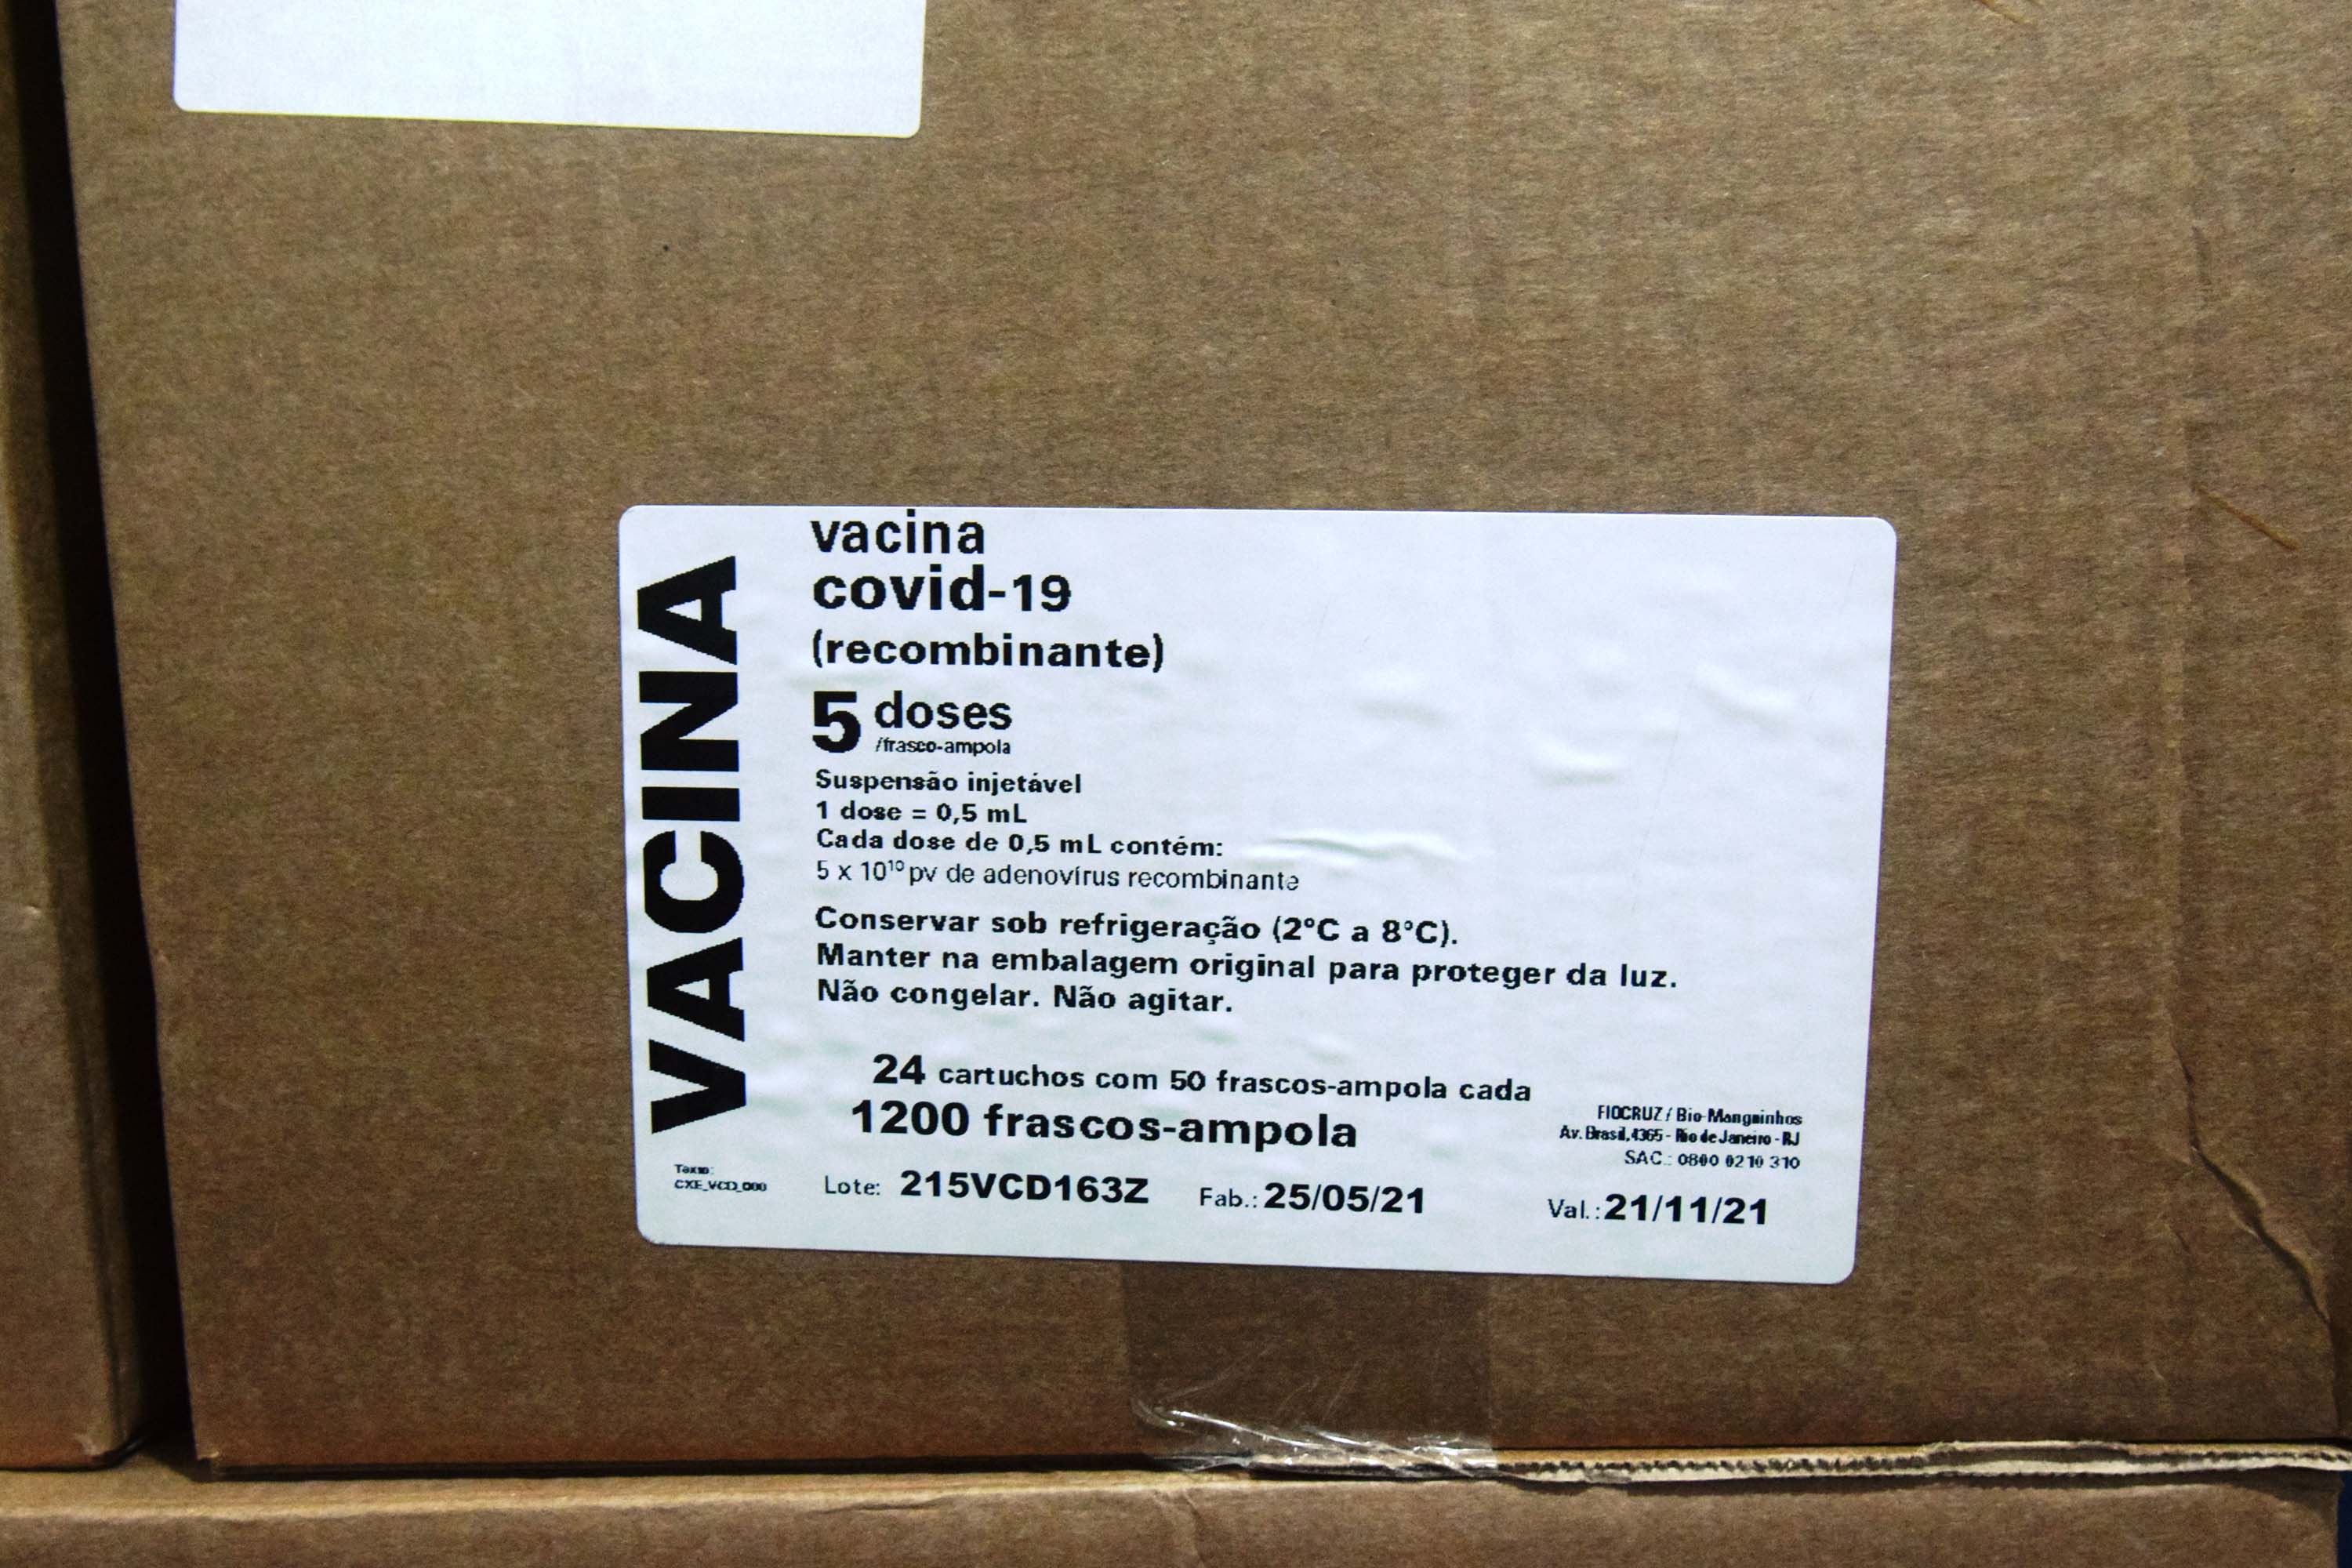 VACINA
vacina
covid-19
(recombinante)
5 doses
/frasco-ampola
Suspensão injetável
1 dose = 0,5 mL
Cada dose de 0,5 mL contém:
5 x 10¹⁰ pv de adenovírus recombinante
Conservar sob refrigeração (2°C a 8°C).
Manter na embalagem original para proteger da luz.
Não congelar. Não agitar.
24 cartuchos com 50 frascos-ampola cada
1200 frascos-ampola
FIOCRUZ / Bio-Manguinhos
Av. Brasil, 4365 - Rio de Janeiro - RJ
SAC.: 0800 0210 310
Texto:
CXE_VCD_000
Lote: 215VCD163Z Fab.: 25/05/21 Val.: 21/11/21